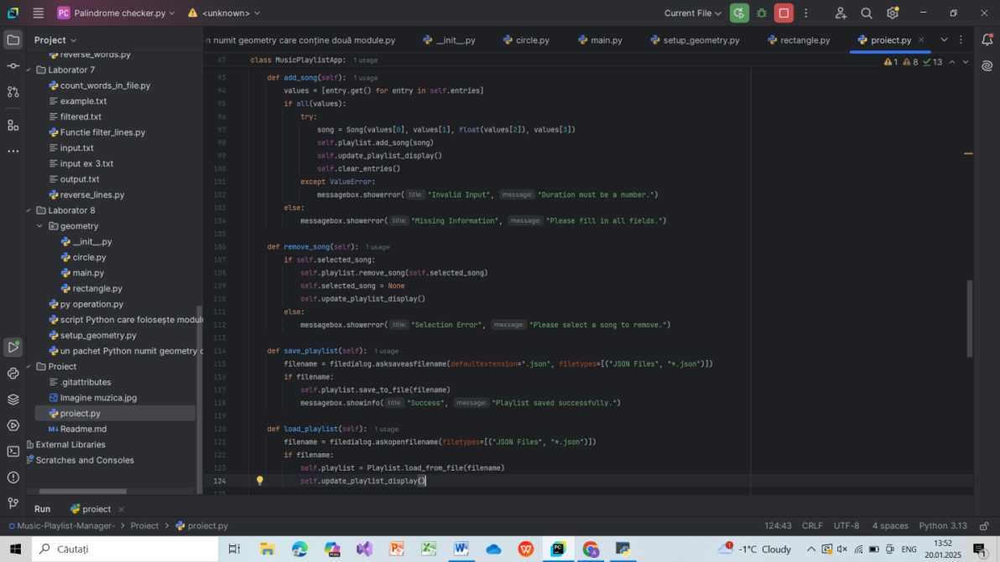 PC Palindrome checker.py <unknown> Current File
Project
n numit geometry care conține două module.py __init__.py circle.py main.py setup_geometry.py rectangle.py proiect.py
47 class MusicPlaylistApp: 1 usage
1 8 13
reverse_words.py
Laborator 7
count_words_in_file.py
example.txt
filtered.txt
Functie filter_lines.py
input.txt
input ex 3.txt
output.txt
reverse_lines.py
Laborator 8
geometry
__init__.py
circle.py
main.py
rectangle.py
py operation.py
script Python care folosește modulu
setup_geometry.py
un pachet Python numit geometry c
Proiect
.gitattributes
Imagine muzica.jpg
proiect.py
Readme.md
External Libraries
Scratches and Consoles
93 def add_song(self): 1 usage
94 values = [entry.get() for entry in self.entries]
95 if all(values):
96 try:
97 song = Song(values[0], values[1], float(values[2]), values[3])
98 self.playlist.add_song(song)
99 self.update_playlist_display()
100 self.clear_entries()
101 except ValueError:
102 messagebox.showerror( title: "Invalid Input", message: "Duration must be a number.")
103 else:
104 messagebox.showerror( title: "Missing Information", message: "Please fill in all fields.")
105
106 def remove_song(self): 1 usage
107 if self.selected_song:
108 self.playlist.remove_song(self.selected_song)
109 self.selected_song = None
110 self.update_playlist_display()
111 else:
112 messagebox.showerror( title: "Selection Error", message: "Please select a song to remove.")
113
114 def save_playlist(self): 1 usage
115 filename = filedialog.asksaveasfilename(defaultextension=".json", filetypes=[("JSON Files", "*.json")])
116 if filename:
117 self.playlist.save_to_file(filename)
118 messagebox.showinfo( title: "Success", message: "Playlist saved successfully.")
119
120 def load_playlist(self): 1 usage
121 filename = filedialog.askopenfilename(filetypes=[("JSON Files", "*.json")])
122 if filename:
123 self.playlist = Playlist.load_from_file(filename)
124 self.update_playlist_display()
Run proiect
Music-Playlist-Manager- > Proiect > proiect.py 124:43 CRLF UTF-8 4 spaces Python 3.13
Căutați -1°C Cloudy ENG 13:52
20.01.2025